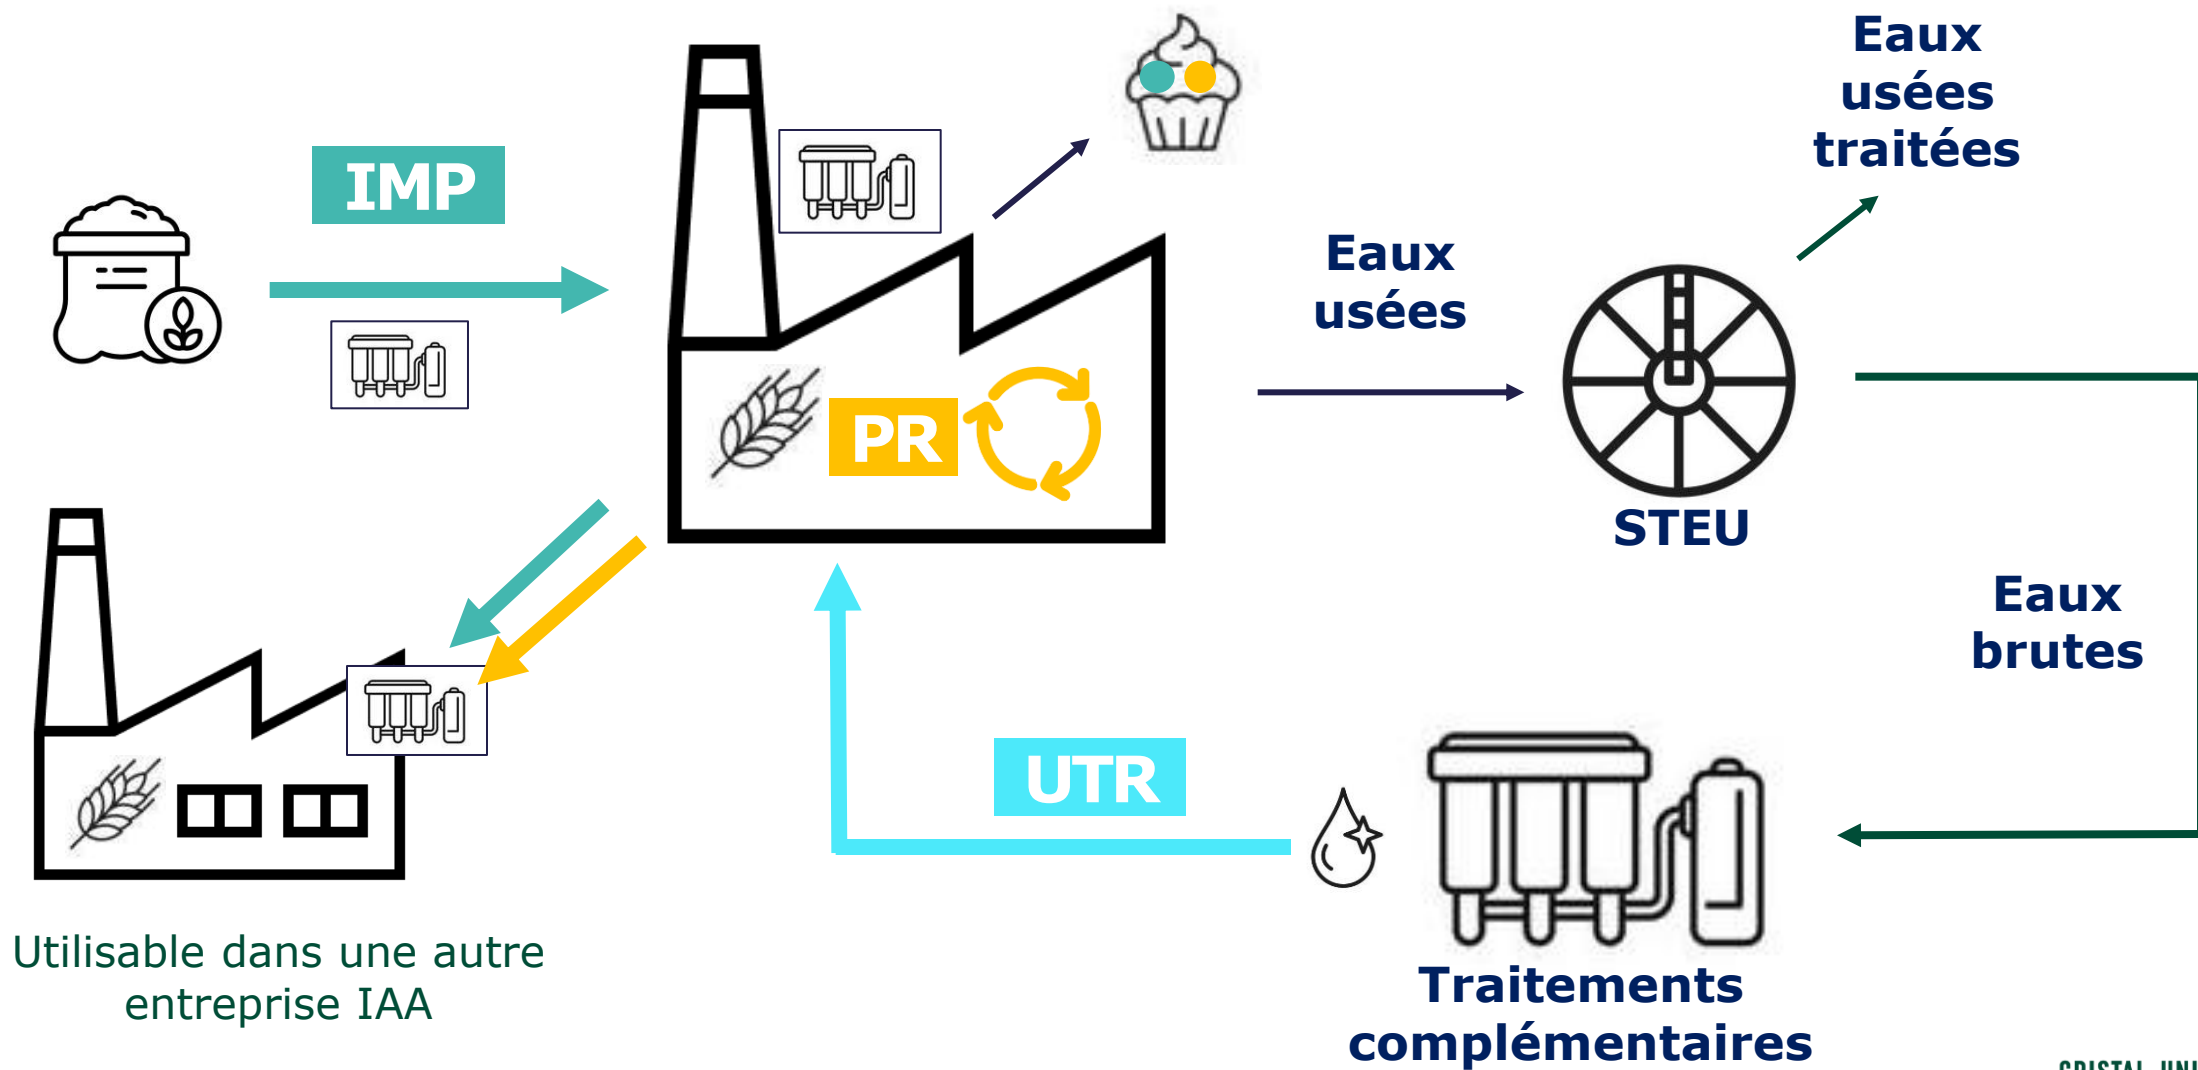 IMP
Eaux
usées
traitées
Eaux
usées
PR
STEU
Eaux
brutes
UTR
Utilisable dans une autre
entreprise IAA
Traitements
complémentaires